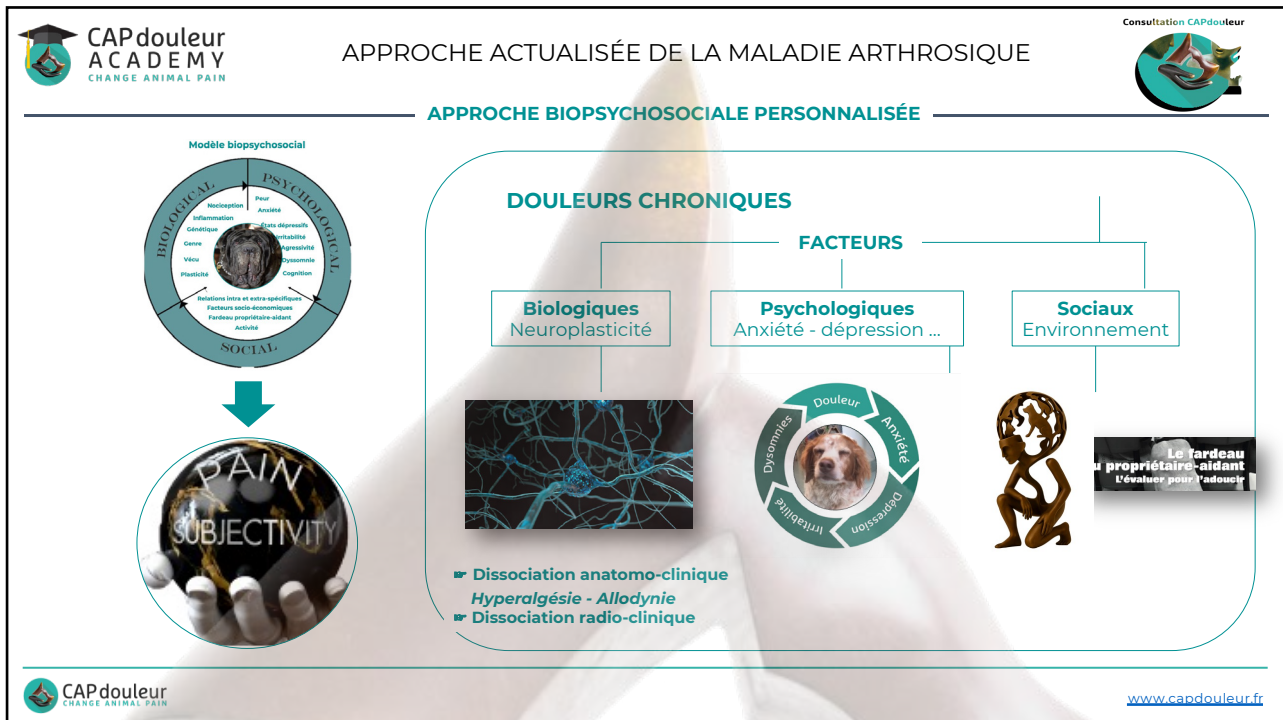 CAPdouleur
ACADEMY
CHANGE ANIMAL PAIN
APPROCHE ACTUALISÉE DE LA MALADIE ARTHROSIQUE
Consultation CAPdouleur
APPROCHE BIOPSYCHOSOCIALE PERSONNALISÉE
Modèle biopsychosocial
BIOLOGICAL
PSYCHOLOGICAL
SOCIAL
Nociception
Inflammation
Génétique
Genre
Vécu
Plasticité
Peur
Anxiété
États dépressifs
Irritabilité
Agressivité
Dyssomnie
Cognition
Relations intra et extra-spécifiques
Facteurs socio-économiques
Fardeau propriétaire-aidant
Activité
PAIN
SUBJECTIVITY
DOULEURS CHRONIQUES
FACTEURS
Biologiques
Neuroplasticité
Psychologiques
Anxiété - dépression ...
Sociaux
Environnement
Douleur
Anxiété
Dépression
Irritabilité
Dysomnies
Le fardeau
u propriétaire-aidant
L'évaluer pour l'adoucir
☛ Dissociation anatomo-clinique
Hyperalgésie - Allodynie
☛ Dissociation radio-clinique
CAPdouleur
CHANGE ANIMAL PAIN
www.capdouleur.fr